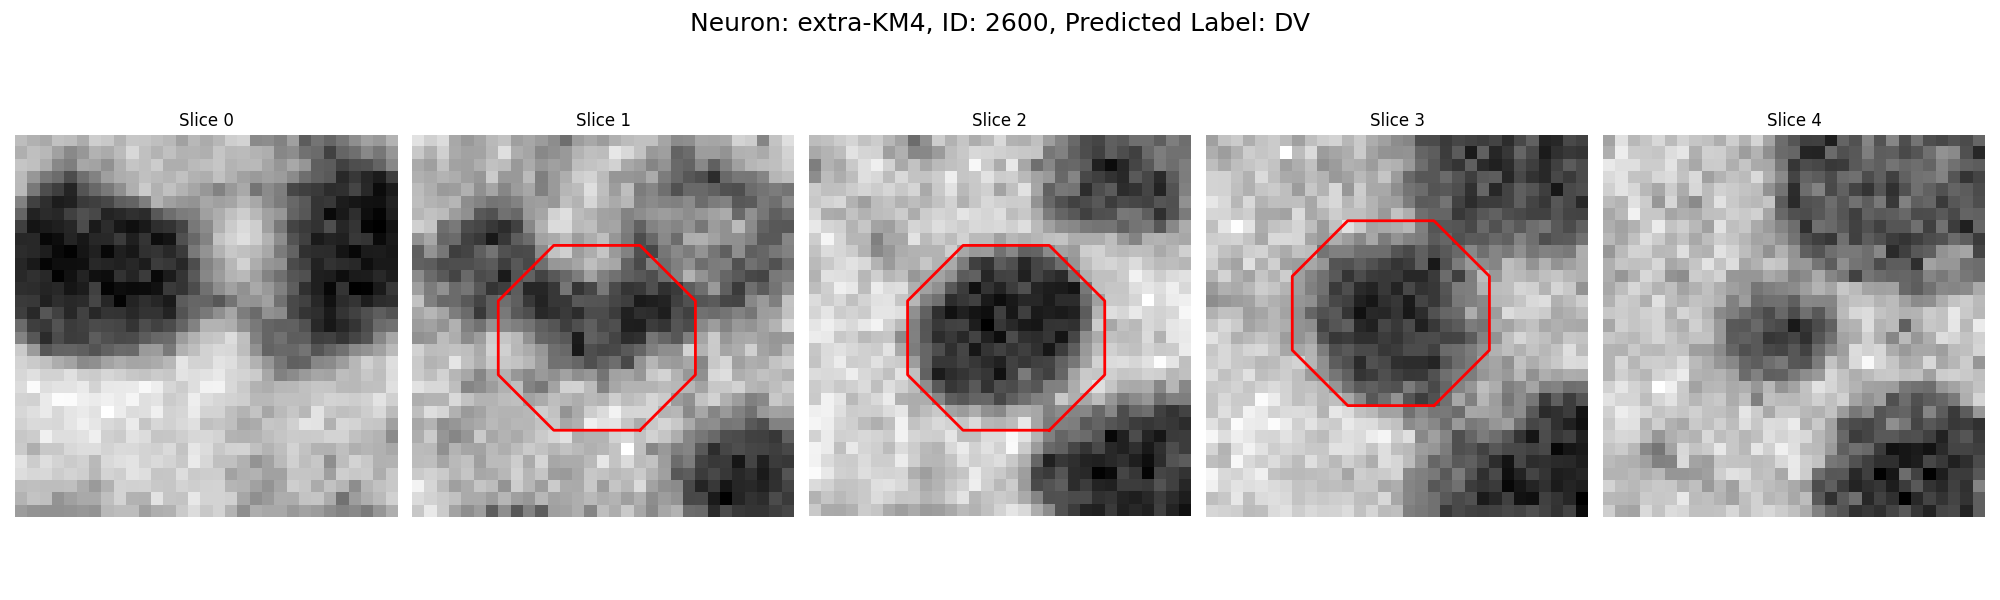 Neuron: extra-KM4, ID: 2600, Predicted Label: DV
Slice 0
Slice 1
Slice 2
Slice 3
Slice 4